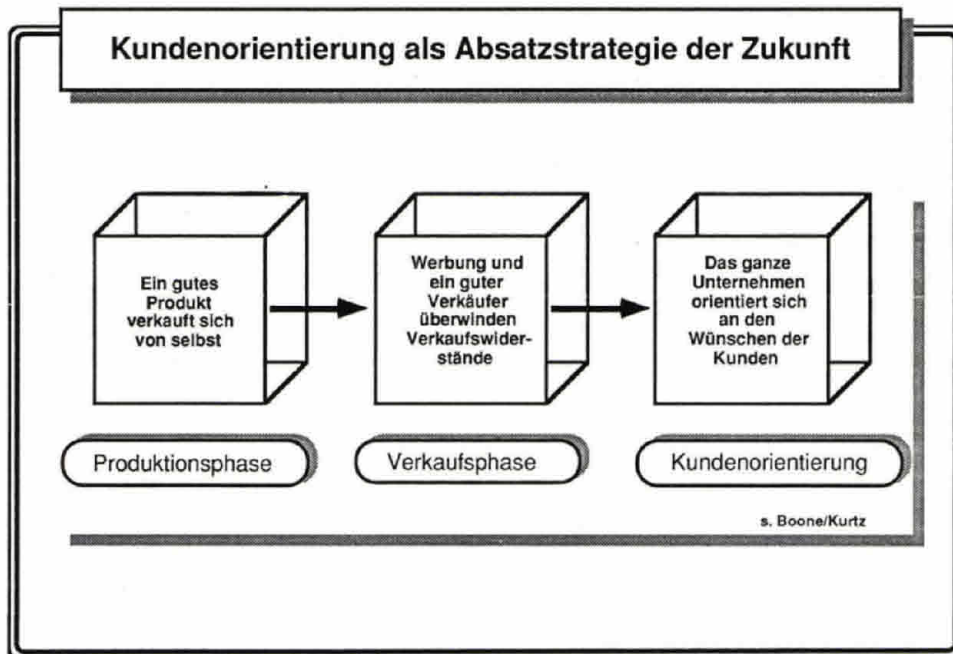 Kundenorientierung als Absatzstrategie der Zukunft
Ein gutes
Produkt
verkauft sich
von selbst
Werbung und
ein guter
Verkäufer
überwinden
Verkaufswider-
stände
Das ganze
Unternehmen
orientiert sich
an den
Wünschen der
Kunden
Produktionsphase
Verkaufsphase
Kundenorientierung
s. Boone/Kurtz